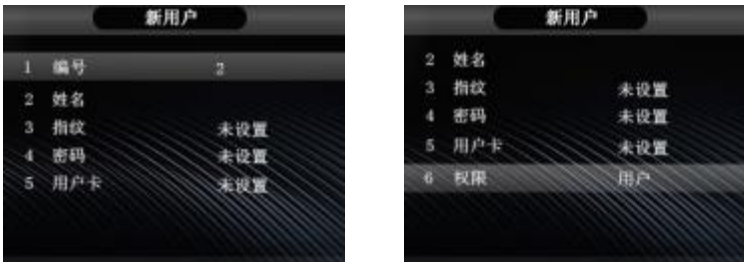 新用户
1 编号 2
2 姓名
3 指纹 未设置
4 密码 未设置
5 用户卡 未设置
新用户
2 姓名
3 指纹 未设置
4 密码 未设置
5 用户卡 未设置
6 权限 用户